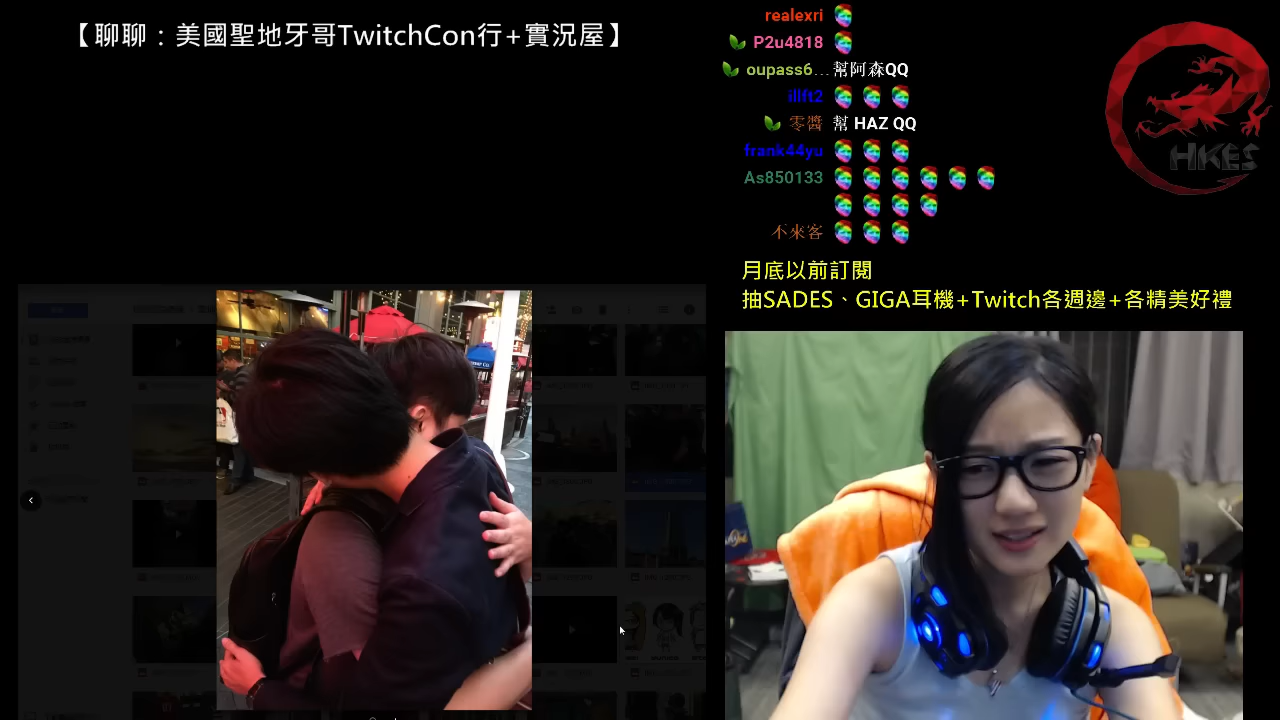 【聊聊：美國聖地牙哥TwitchCon行+實況屋】
realexri
P2u4818
oupass6... 幫阿森QQ
illft2
零醬 幫 HAZ QQ
frank44yu
As850133
不來客
HKES
月底以前訂閱
抽SADES、GIGA耳機+Twitch各週邊+各精美好禮